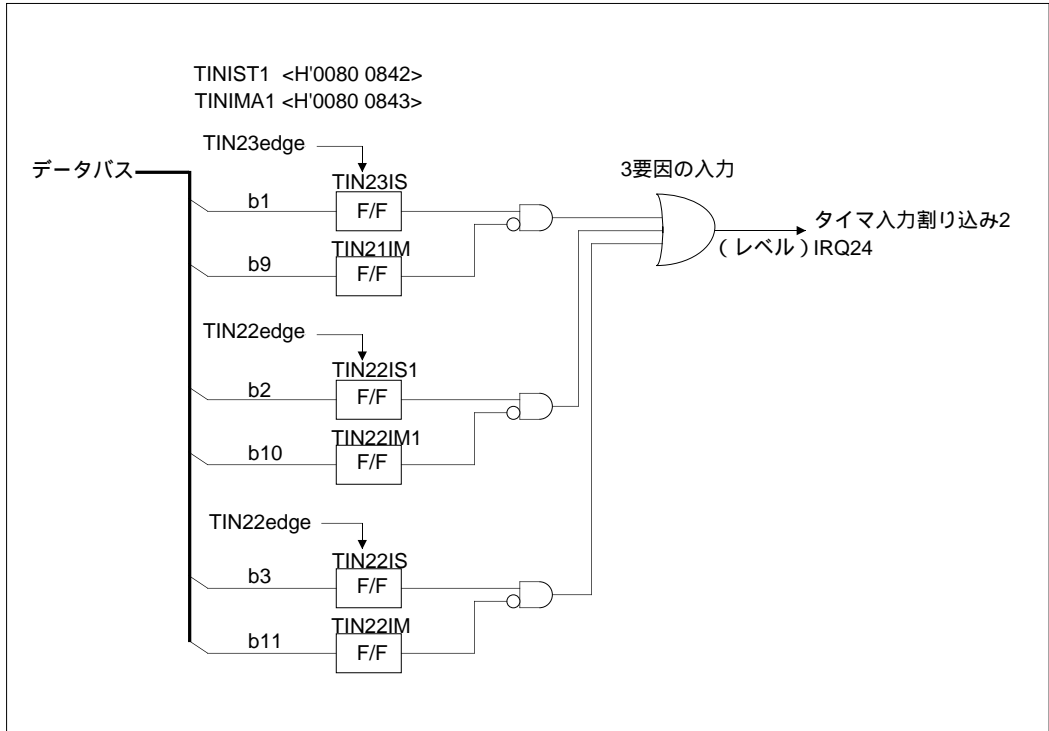 TINIST1 <H'0080 0842>
TINIMA1 <H'0080 0843>
TIN23edge
データバス
3要因の入力
TIN23IS
b1
F/F
タイマ入力割り込み2
(レベル)IRQ24
TIN21IM
b9
F/F
TIN22edge
TIN22IS1
b2
F/F
TIN22IM1
b10
F/F
TIN22edge
TIN22IS
b3
F/F
TIN22IM
b11
F/F